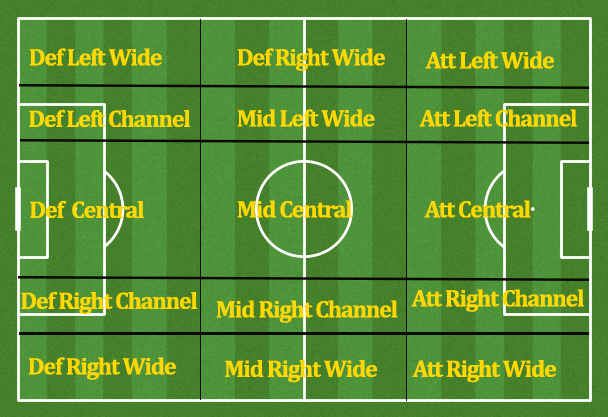 Def Left Wide Def Right Wide Att Left Wide
Def Left Channel Mid Left Wide Att Left Channel
Def Central Mid Central Att Central
Def Right Channel Mid Right Channel Att Right Channel
Def Right Wide Mid Right Wide Att Right Wide